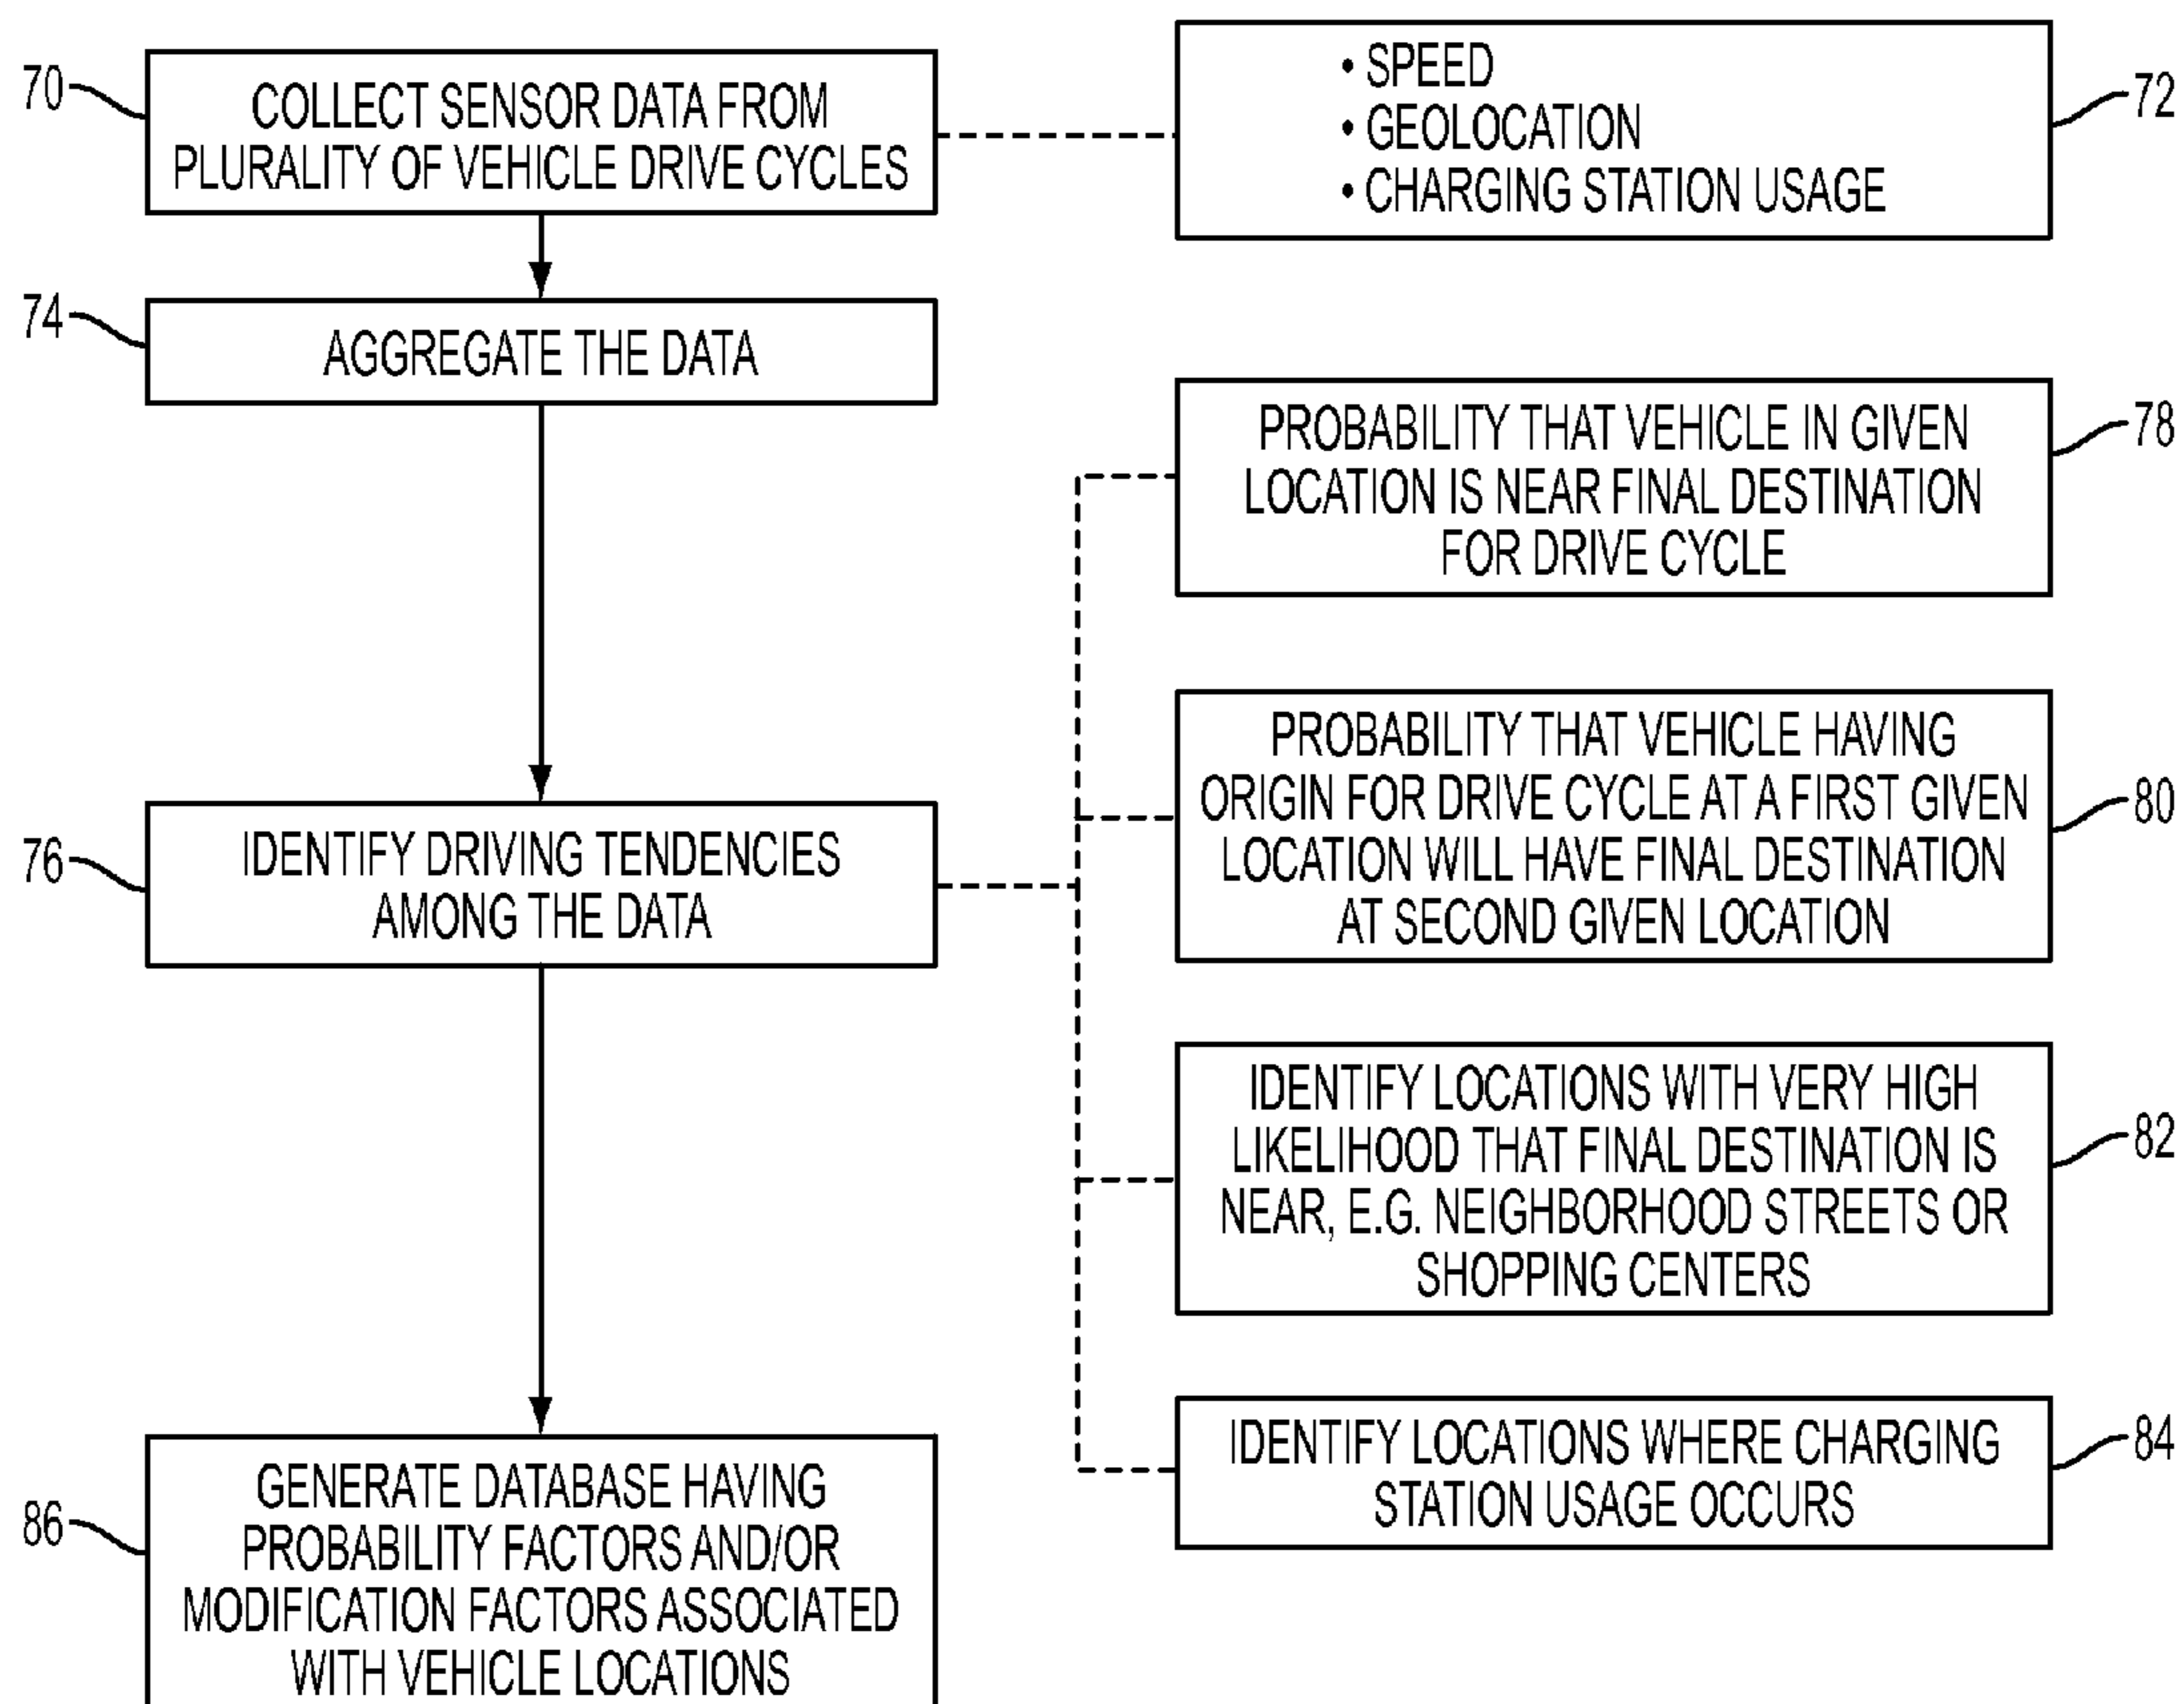 70
COLLECT SENSOR DATA FROM
PLURALITY OF VEHICLE DRIVE CYCLES
• SPEED
• GEOLOCATION
• CHARGING STATION USAGE
72
74
AGGREGATE THE DATA
PROBABILITY THAT VEHICLE IN GIVEN
LOCATION IS NEAR FINAL DESTINATION
FOR DRIVE CYCLE
78
76
IDENTIFY DRIVING TENDENCIES
AMONG THE DATA
PROBABILITY THAT VEHICLE HAVING
ORIGIN FOR DRIVE CYCLE AT A FIRST GIVEN
LOCATION WILL HAVE FINAL DESTINATION
AT SECOND GIVEN LOCATION
80
IDENTIFY LOCATIONS WITH VERY HIGH
LIKELIHOOD THAT FINAL DESTINATION IS
NEAR, E.G. NEIGHBORHOOD STREETS OR
SHOPPING CENTERS
82
IDENTIFY LOCATIONS WHERE CHARGING
STATION USAGE OCCURS
84
86
GENERATE DATABASE HAVING
PROBABILITY FACTORS AND/OR
MODIFICATION FACTORS ASSOCIATED
WITH VEHICLE LOCATIONS